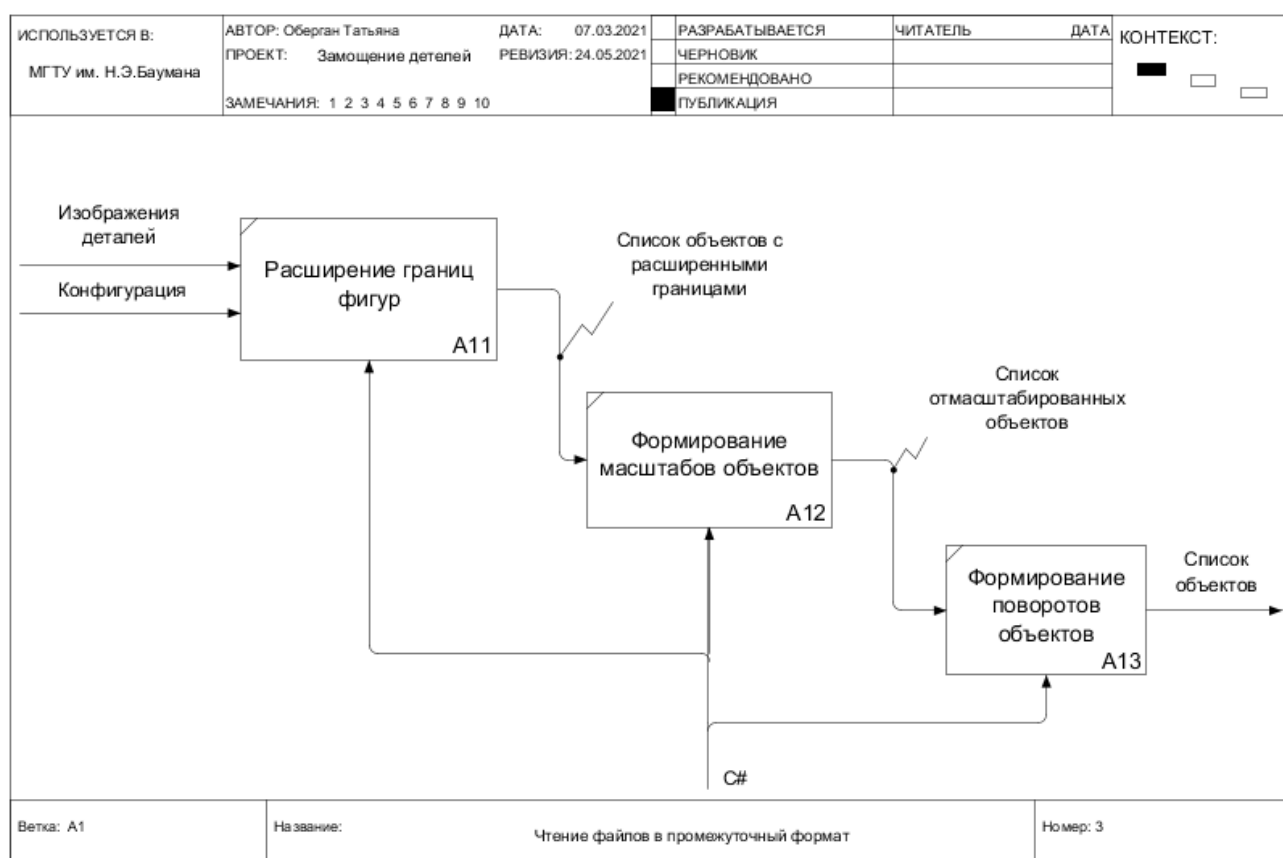 ИСПОЛЬЗУЕТСЯ В:
МГТУ им. Н.Э.Баумана
АВТОР: Оберган Татьяна
ДАТА: 07.03.2021
ПРОЕКТ: Замощение детелей
РЕВИЗИЯ: 24.05.2021
ЗАМЕЧАНИЯ: 1 2 3 4 5 6 7 8 9 10
РАЗРАБАТЫВАЕТСЯ
ЧЕРНОВИК
РЕКОМЕНДОВАНО
ПУБЛИКАЦИЯ
ЧИТАТЕЛЬ
ДАТА
КОНТЕКСТ:
Изображения
деталей
Конфигурация
Расширение границ
фигур
A11
Список объектов с
расширенными
границами
Формирование
масштабов объектов
A12
Список
отмасштабированных
объектов
Формирование
поворотов
объектов
A13
Список
объектов
C#
Ветка: A1
Название:
Чтение файлов в промежуточный формат
Номер: 3